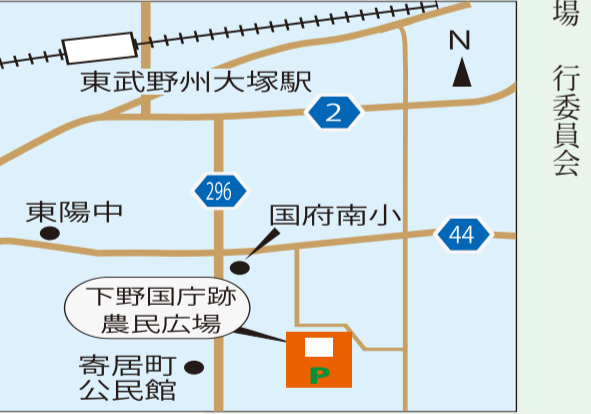 東武野州大塚駅
N
2
296
東陽中
国府南小
44
下野国庁跡
農民広場
寄居町
公民館
P
場 行委員会